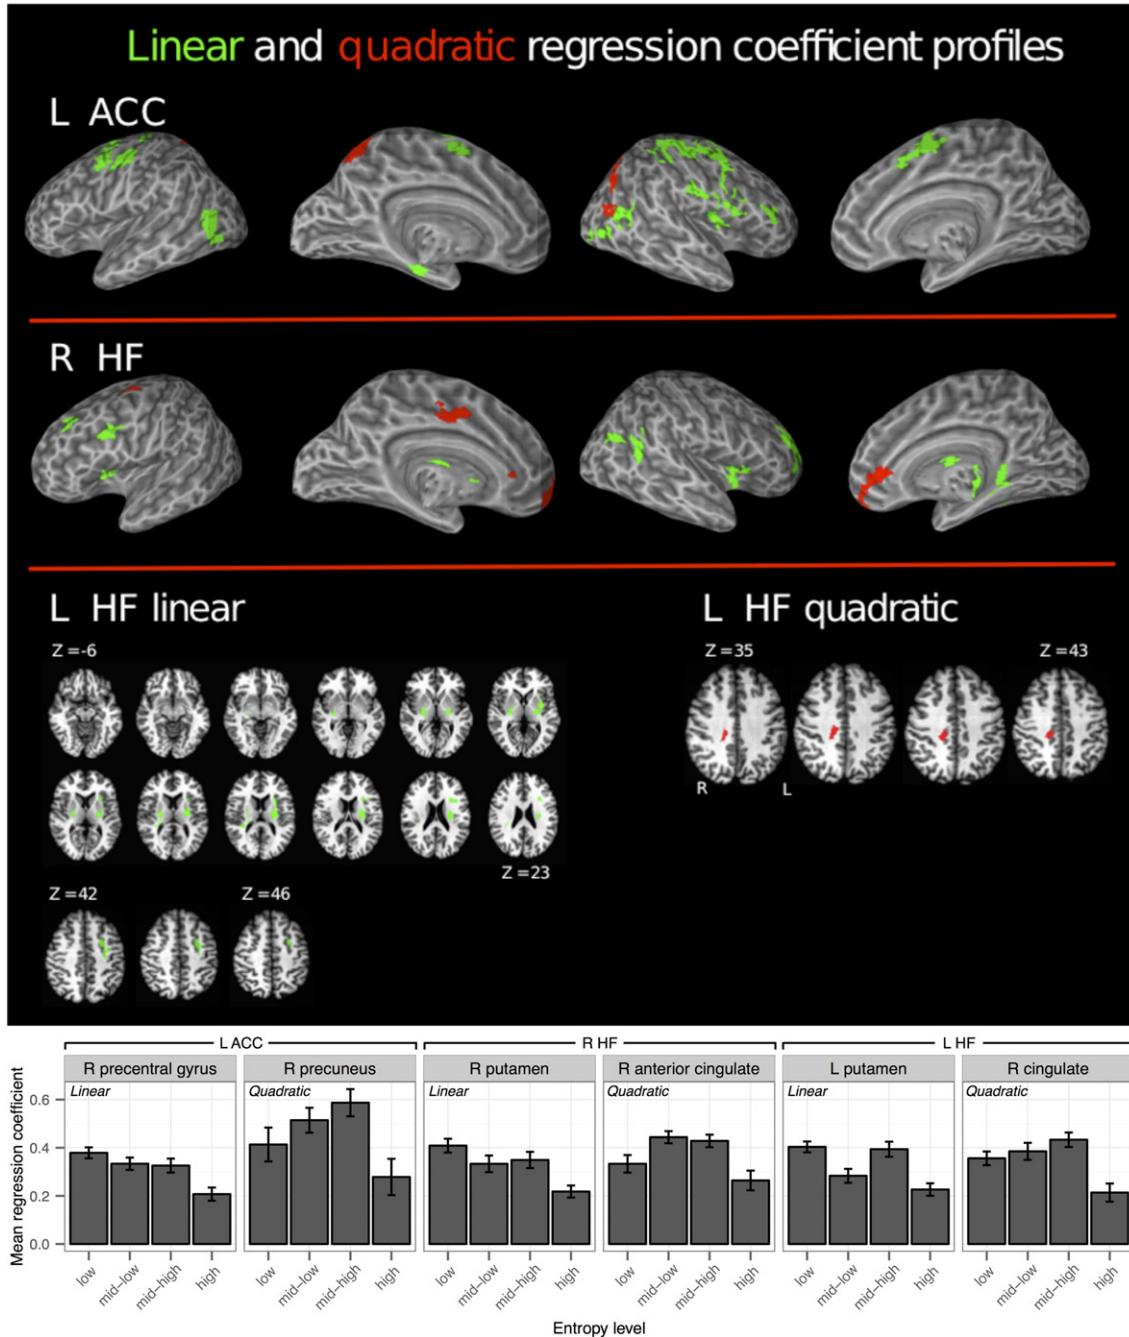 Linear and quadratic regression coefficient profiles
L ACC
R HF
L HF linear
L HF quadratic
Z=-6
Z=35
Z=43
R
L
Z=23
Z=42
Z=46
L ACC
R HF
L HF
R precentral gyrus
R precuneus
R putamen
R anterior cingulate
L putamen
R cingulate
Linear
Quadratic
Linear
Quadratic
Linear
Quadratic
Mean regression coefficient
0.6
0.4
0.2
0.0
low
mid−low
mid−high
high
low
mid−low
mid−high
high
low
mid−low
mid−high
high
low
mid−low
mid−high
high
low
mid−low
mid−high
high
low
mid−low
mid−high
high
Entropy level